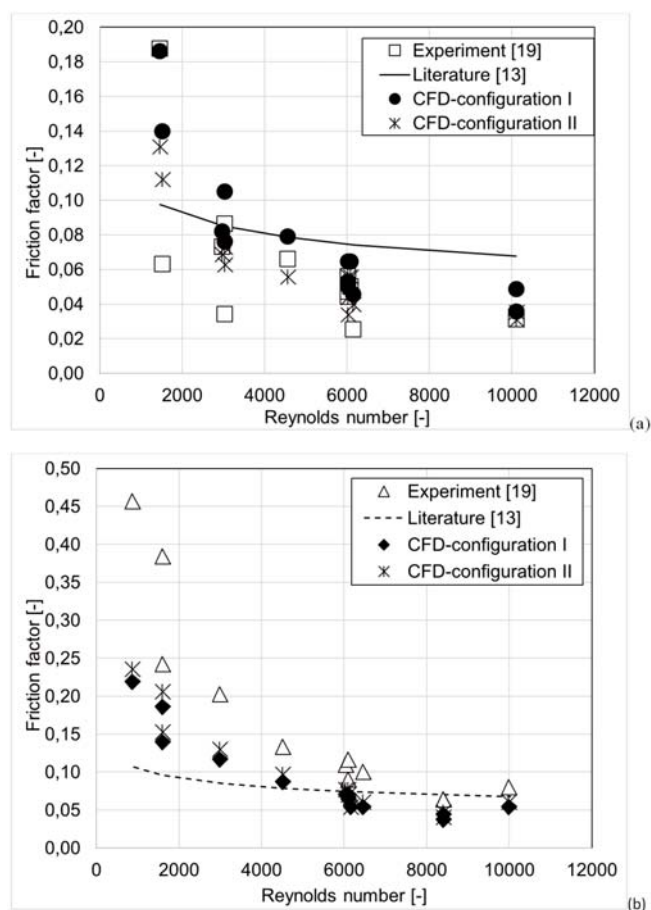 0,20
0,18
0,16
0,14
0,12
0,10
0,08
0,06
0,04
0,02
0,00
Friction factor [-]
Experiment [19]
Literature [13]
CFD-configuration I
CFD-configuration II
0 2000 4000 6000 8000 10000 12000
Reynolds number [-]
(a)
0,50
0,45
0,40
0,35
0,30
0,25
0,20
0,15
0,10
0,05
0,00
Friction factor [-]
Experiment [19]
Literature [13]
CFD-configuration I
CFD-configuration II
0 2000 4000 6000 8000 10000 12000
Reynolds number [-]
(b)